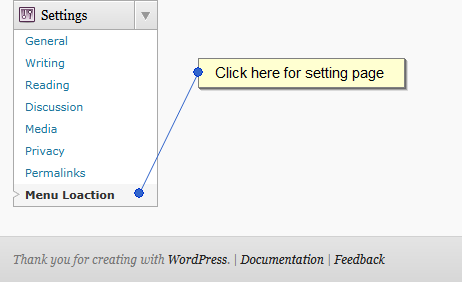 Settings
General
Writing
Reading
Discussion
Media
Privacy
Permalinks
Menu Loaction
Click here for setting page
Thank you for creating with WordPress. | Documentation | Feedback